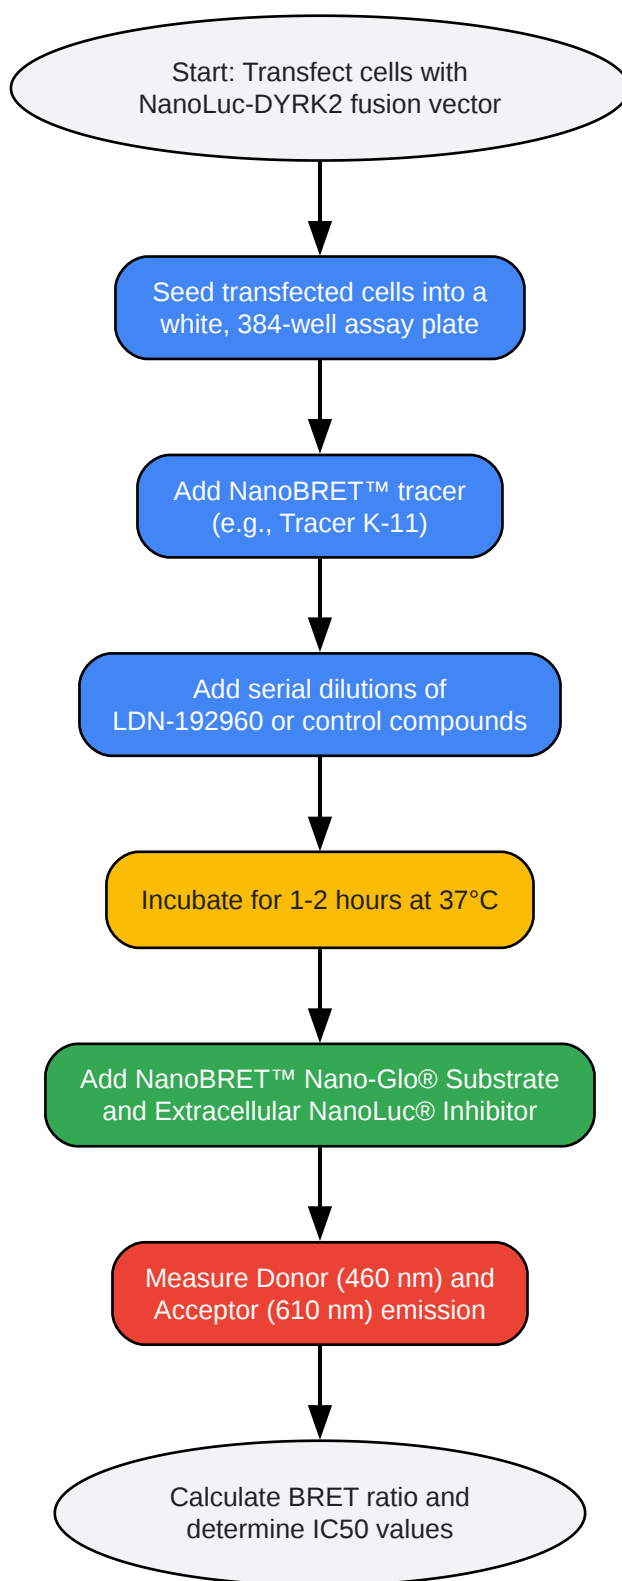 Start: Transfect cells with
NanoLuc-DYRK2 fusion vector
Seed transfected cells into a
white, 384-well assay plate
Add NanoBRET™ tracer
(e.g., Tracer K-11)
Add serial dilutions of
LDN-192960 or control compounds
Incubate for 1-2 hours at 37°C
Add NanoBRET™ Nano-Glo® Substrate
and Extracellular NanoLuc® Inhibitor
Measure Donor (460 nm) and
Acceptor (610 nm) emission
Calculate BRET ratio and
determine IC50 values